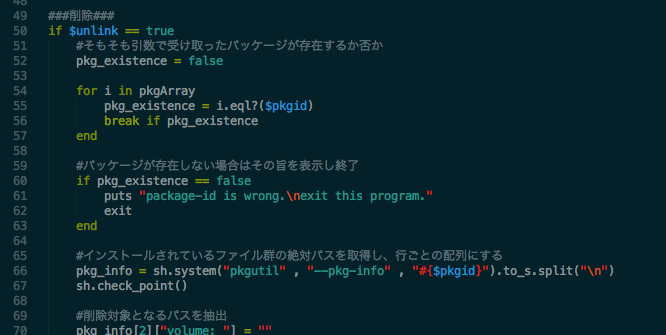 48
49 ###削除###
50 if $unlink == true
51 #そもそも引数で受け取ったパッケージが存在するか否か
52 pkg_existence = false
53
54 for i in pkgArray
55 pkg_existence = i.eql?($pkgid)
56 break if pkg_existence
57 end
58
59 #パッケージが存在しない場合はその旨を表示し終了
60 if pkg_existence == false
61 puts "package-id is wrong.\nexit this program."
62 exit
63 end
64
65 #インストールされているファイル群の絶対パスを取得し、行ごとの配列にする
66 pkg_info = sh.system("pkgutil" , "--pkg-info" , "#{$pkgid}").to_s.split("\n")
67 sh.check_point()
68
69 #削除対象となるパスを抽出
70 pkg_info[2]["volume: "] = ""